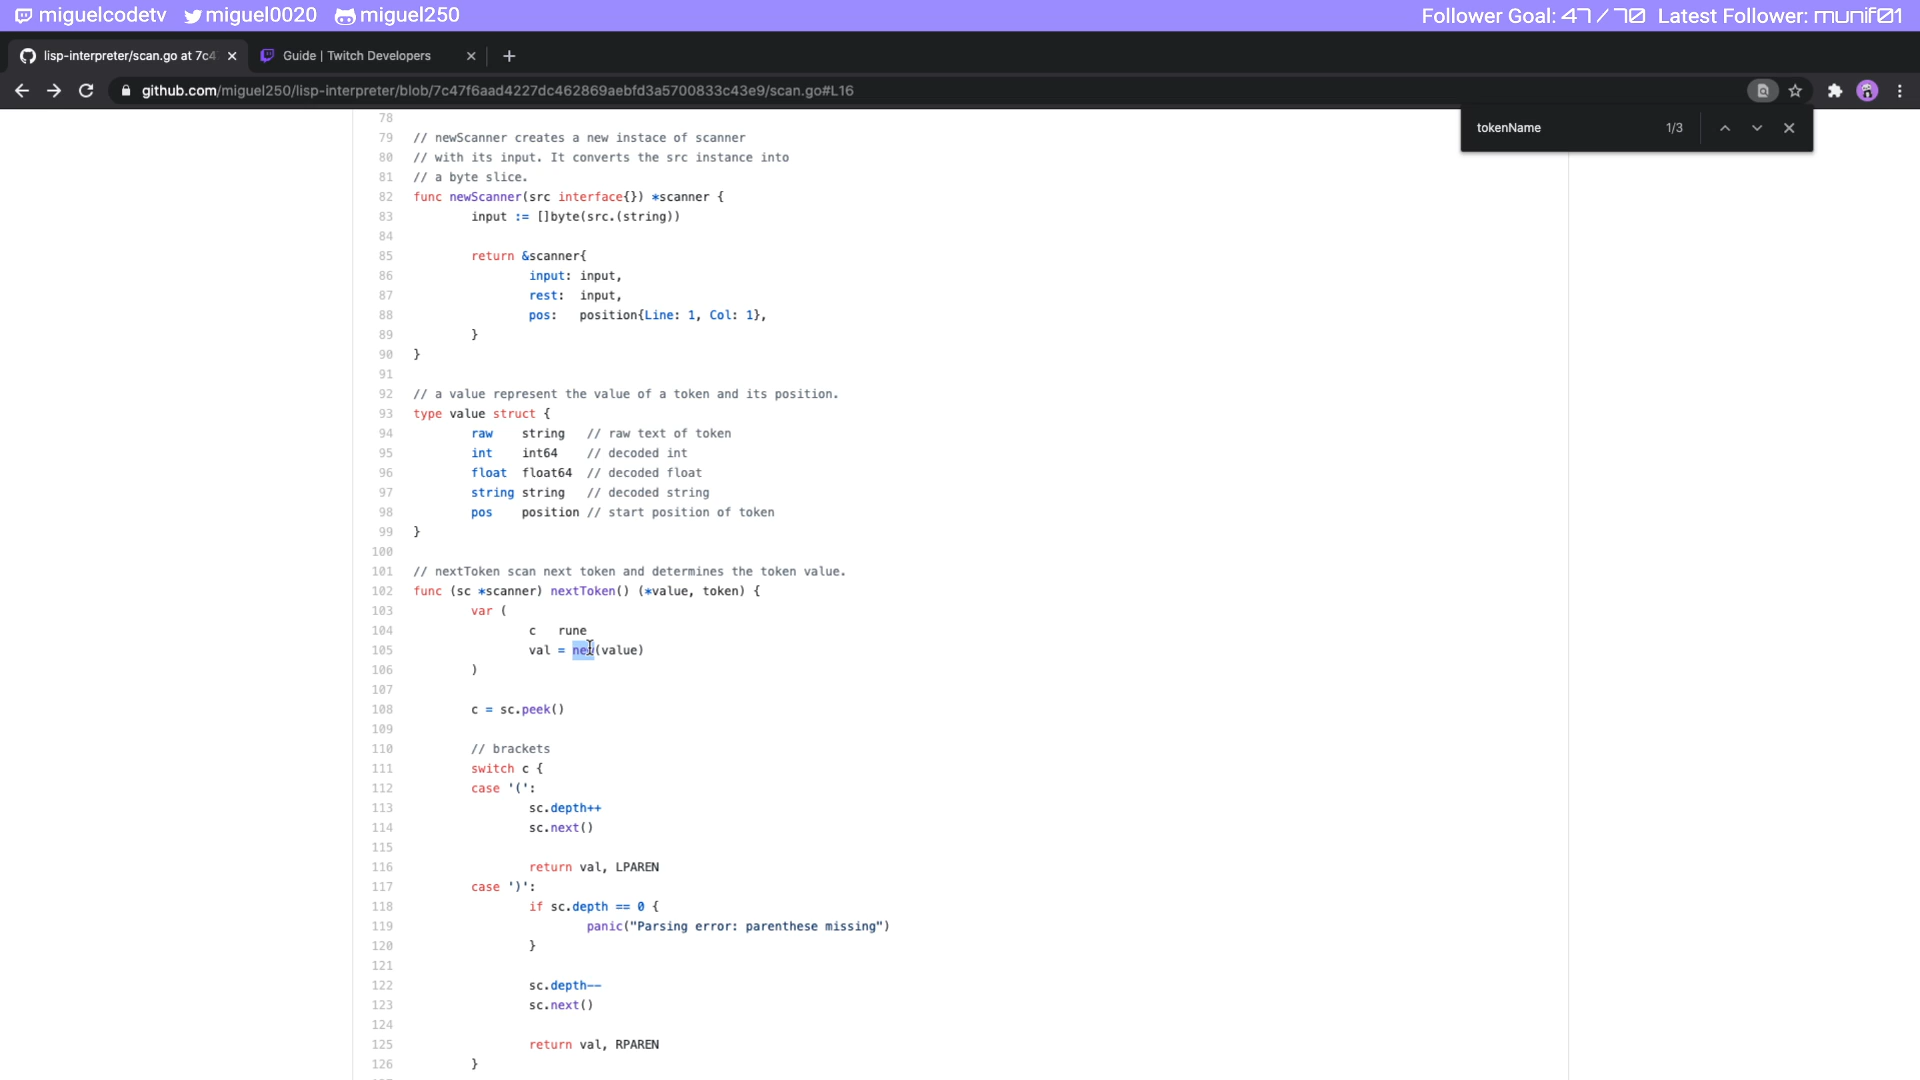 miguelcodetv miguel0020 miguel250 Follower Goal: 47 / 70 Latest Follower: munif01
lisp-interpreter/scan.go at 7c4 Guide | Twitch Developers
github.com/miguel250/lisp-interpreter/blob/7c47f6aad4227dc462869aebfd3a5700833c43e9/scan.go#L16
tokenName 1/3
78
79 // newScanner creates a new instace of scanner
80 // with its input. It converts the src instance into
81 // a byte slice.
82 func newScanner(src interface{}) *scanner {
83 input := []byte(src.(string))
84
85 return &scanner{
86 input: input,
87 rest: input,
88 pos: position{Line: 1, Col: 1},
89 }
90 }
91
92 // a value represent the value of a token and its position.
93 type value struct {
94 raw string // raw text of token
95 int int64 // decoded int
96 float float64 // decoded float
97 string string // decoded string
98 pos position // start position of token
99 }
100
101 // nextToken scan next token and determines the token value.
102 func (sc *scanner) nextToken() (*value, token) {
103 var (
104 c rune
105 val = new(value)
106 )
107
108 c = sc.peek()
109
110 // brackets
111 switch c {
112 case '(':
113 sc.depth++
114 sc.next()
115
116 return val, LPAREN
117 case ')':
118 if sc.depth == 0 {
119 panic("Parsing error: parenthese missing")
120 }
121
122 sc.depth--
123 sc.next()
124
125 return val, RPAREN
126 }